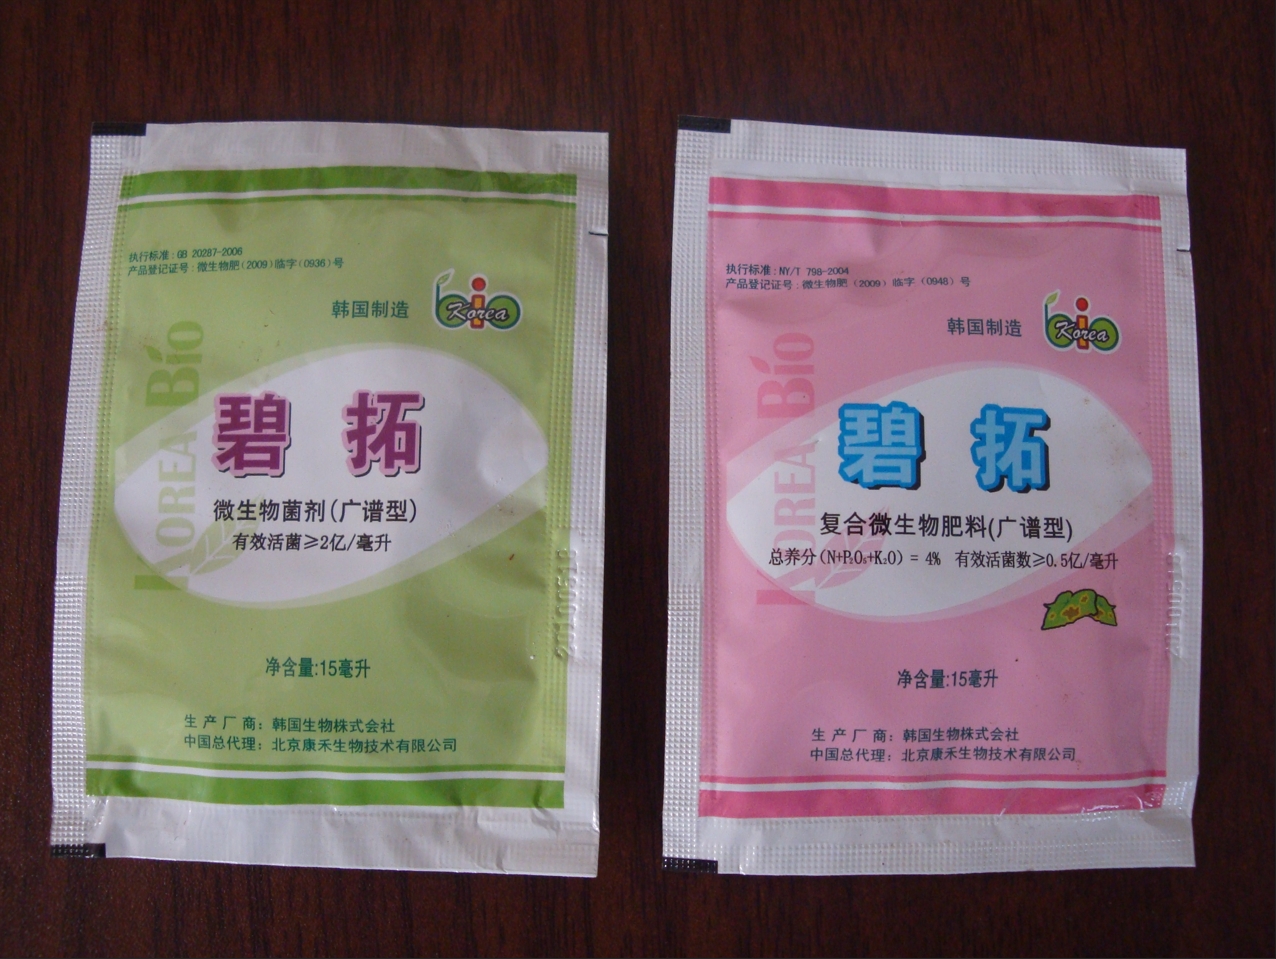 执行标准:GB 20287-2006
产品登记证号:微生物肥(2009)临字(0936)号
韩国制造
bio
Korea
KOREA Bio
碧 拓
微生物菌剂(广谱型)
有效活菌≥2亿/毫升
净含量:15毫升
生产厂商:韩国生物株式会社
中国总代理:北京康禾生物技术有限公司
执行标准:NY/T 798-2004
产品登记证号:微生物肥(2009)临字(0948)号
韩国制造
bio
Korea
KOREA Bio
碧 拓
复合微生物肥料(广谱型)
总养分(N+P₂O₅+K₂O)=4% 有效活菌数≥0.5亿/毫升
净含量:15毫升
生产厂商:韩国生物株式会社
中国总代理:北京康禾生物技术有限公司